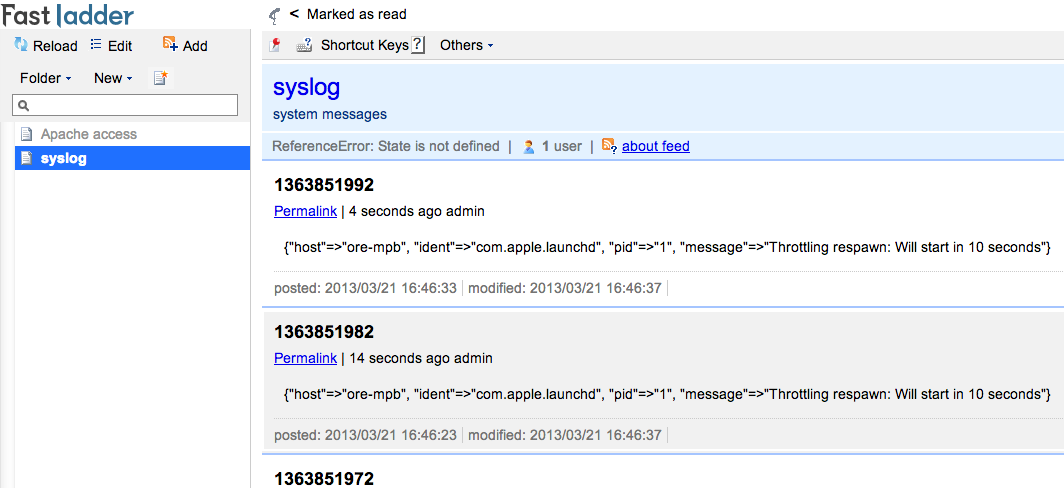 Fast ladder
Reload Edit Add
Folder New
Apache access
syslog
< Marked as read
Shortcut Keys ? Others
syslog
system messages
ReferenceError: State is not defined | 1 user | about feed
1363851992
Permalink | 4 seconds ago admin
{"host"=>"ore-mpb", "ident"=>"com.apple.launchd", "pid"=>"1", "message"=>"Throttling respawn: Will start in 10 seconds"}
posted: 2013/03/21 16:46:33 | modified: 2013/03/21 16:46:37 |
1363851982
Permalink | 14 seconds ago admin
{"host"=>"ore-mpb", "ident"=>"com.apple.launchd", "pid"=>"1", "message"=>"Throttling respawn: Will start in 10 seconds"}
posted: 2013/03/21 16:46:23 | modified: 2013/03/21 16:46:37 |
1363851972